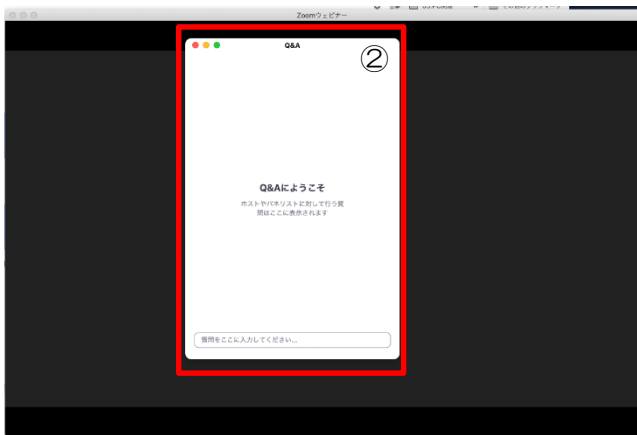 Zoomウェビナー
Q&A
②
Q&Aにようこそ
ホストやパネリストに対して行う質
問はここに表示されます
質問をここに入力してください...